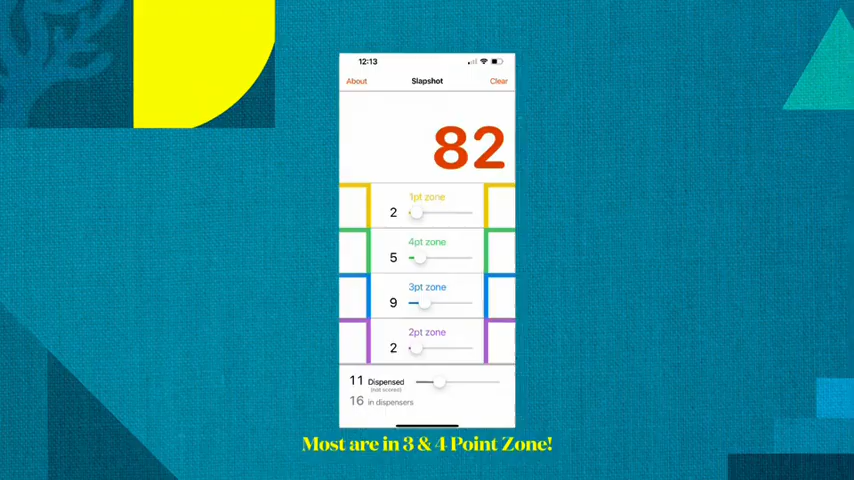 12:13
About Slapshot Clear
82
1pt zone
2
4pt zone
5
3pt zone
9
2pt zone
2
11 Dispensed
(not scored)
16 in dispensers
Most are in 3 & 4 Point Zone!